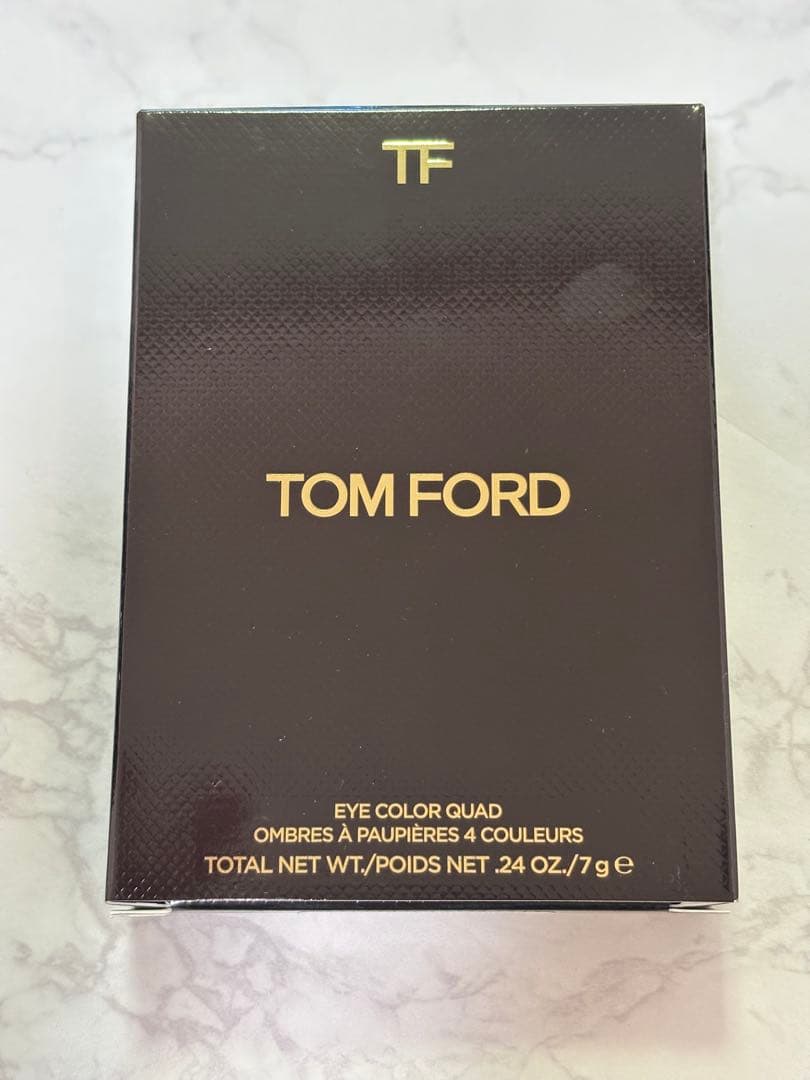 TF
TOM FORD
EYE COLOR QUAD
OMBRES À PAUPIÈRES 4 COULEURS
TOTAL NET WT./POIDS NET .24 OZ./7 g ℮